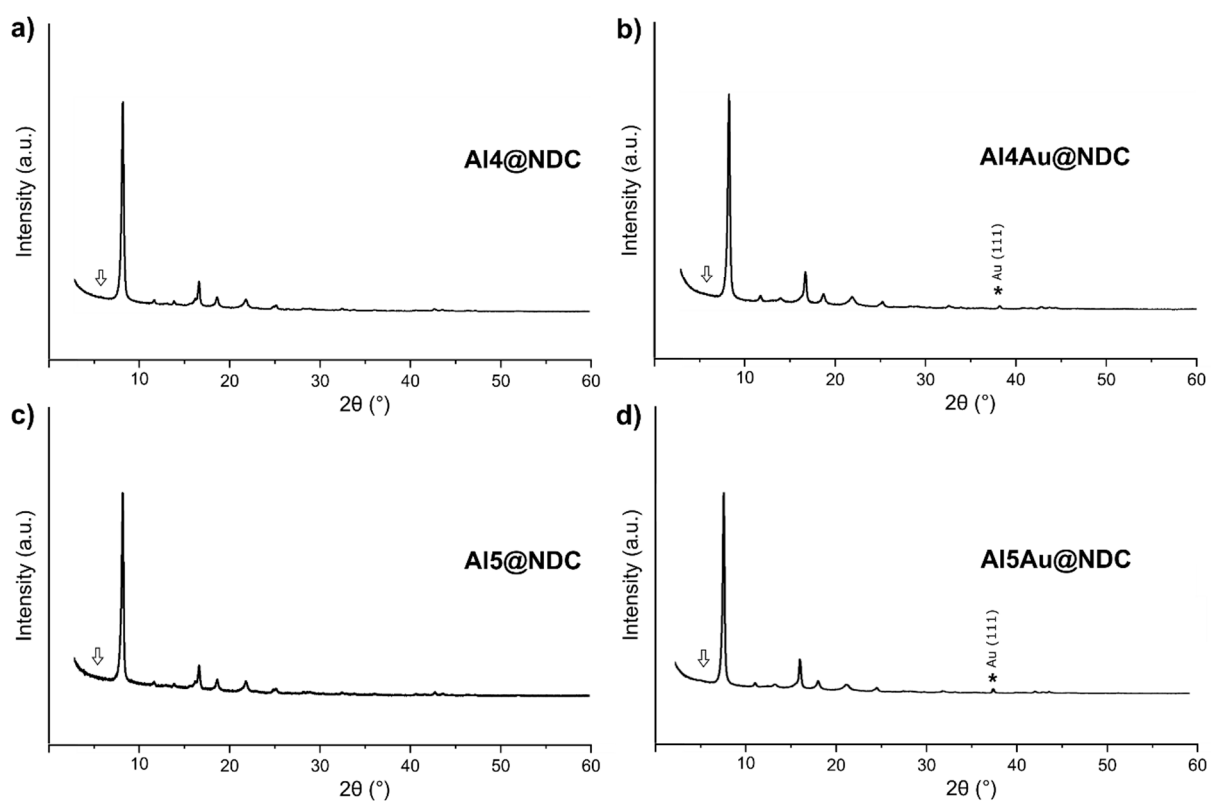 a)
Intensity (a.u.)
Al4@NDC
10 20 30 40 50 60
2θ (°)
b)
Intensity (a.u.)
Al4Au@NDC
* Au (111)
10 20 30 40 50 60
2θ (°)
c)
Intensity (a.u.)
Al5@NDC
10 20 30 40 50 60
2θ (°)
d)
Intensity (a.u.)
Al5Au@NDC
* Au (111)
10 20 30 40 50 60
2θ (°)